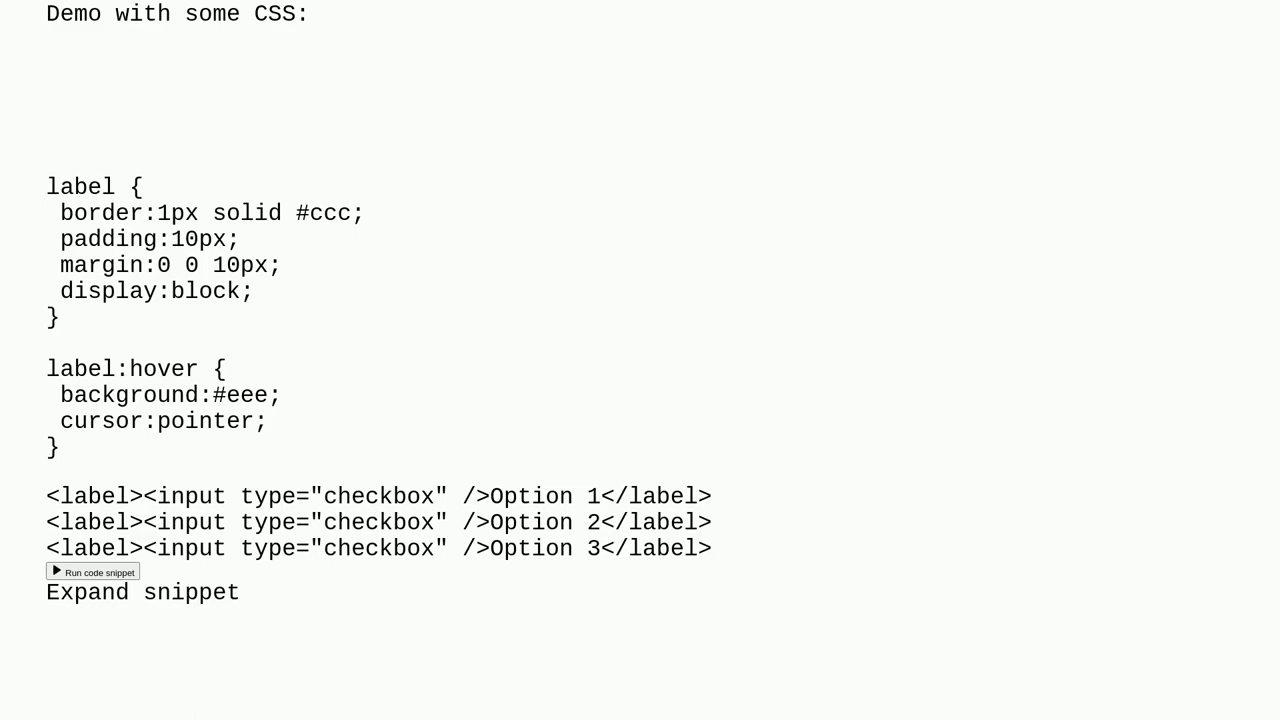 Demo with some CSS:
label {
 border:1px solid #ccc;
 padding:10px;
 margin:0 0 10px;
 display:block;
}
label:hover {
 background:#eee;
 cursor:pointer;
}
<label><input type="checkbox" />Option 1</label>
<label><input type="checkbox" />Option 2</label>
<label><input type="checkbox" />Option 3</label>
Run code snippet
Expand snippet